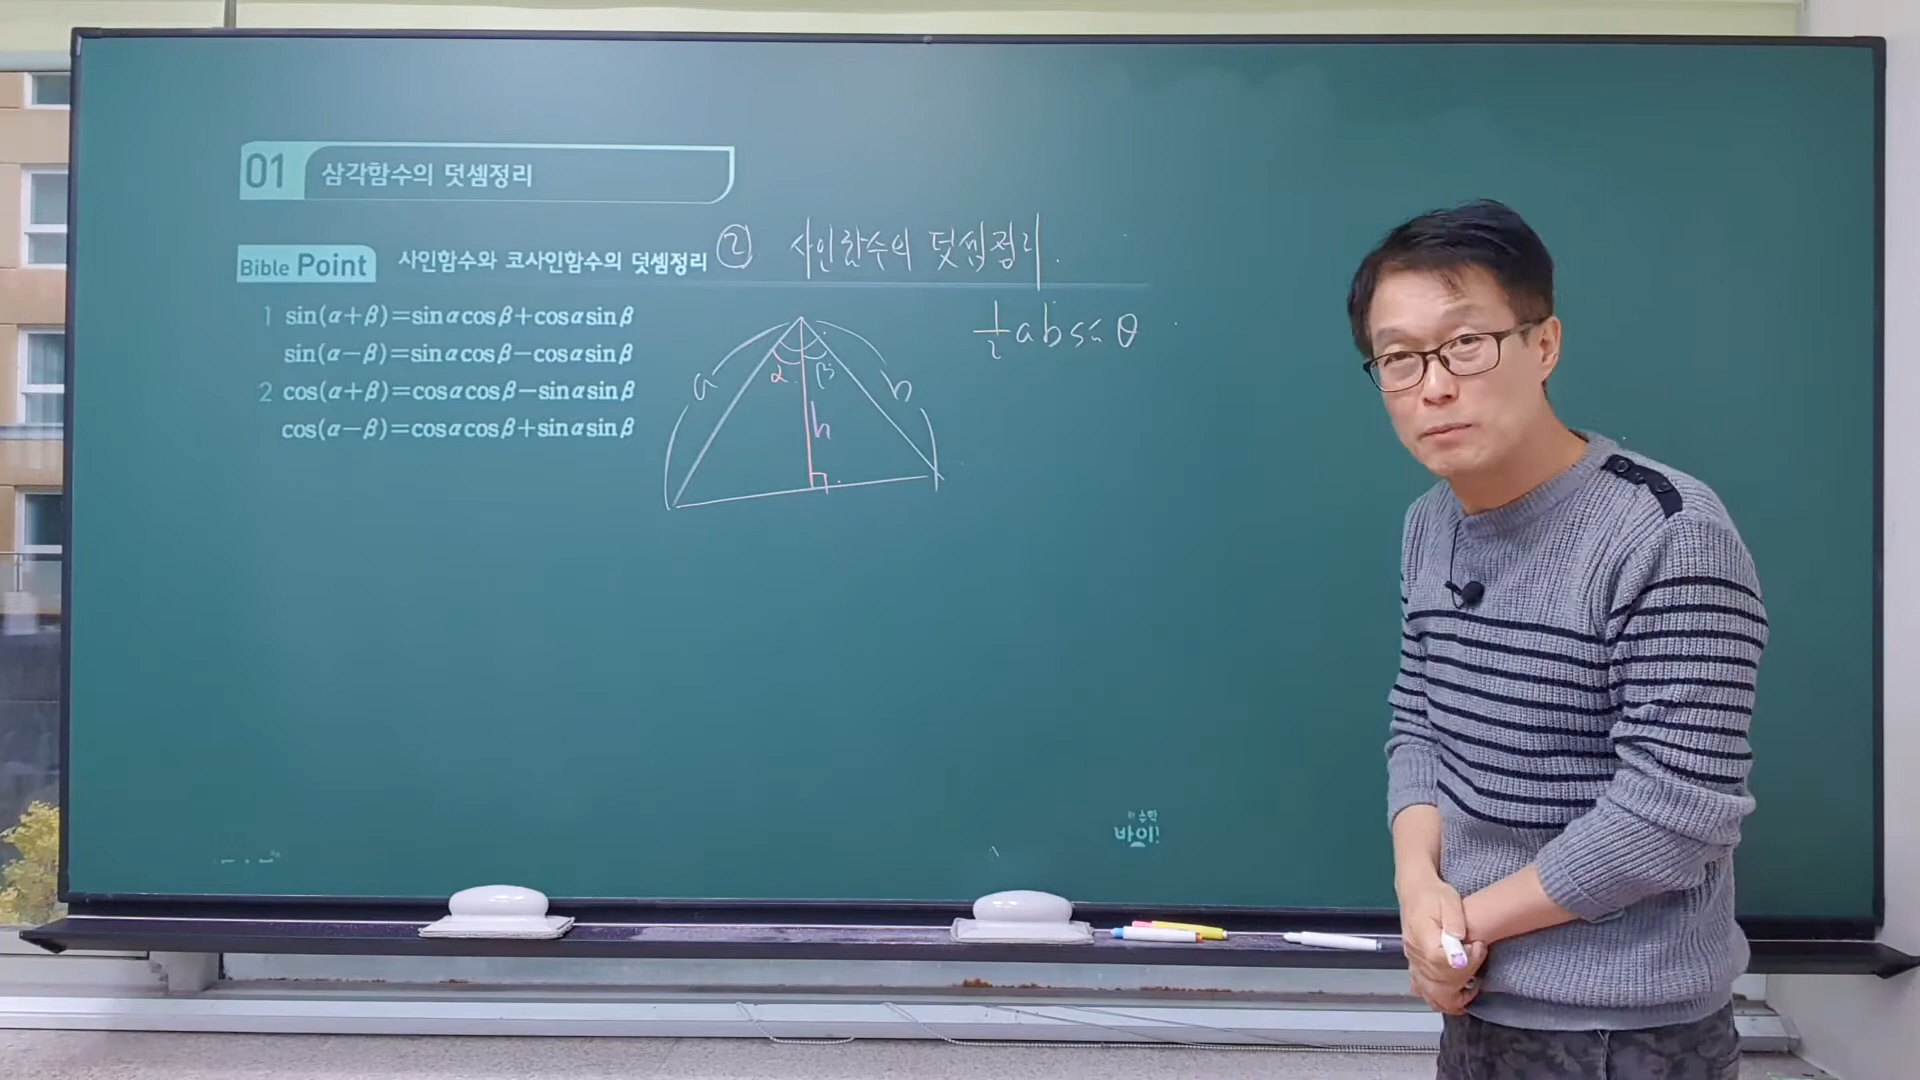 01 삼각함수의 덧셈정리
Bible Point 사인함수와 코사인함수의 덧셈정리
② 사인함수의 덧셈정리.
1 sin(α+β)=sinαcosβ+cosαsinβ
sin(α−β)=sinαcosβ−cosαsinβ
2 cos(α+β)=cosαcosβ−sinαsinβ
cos(α−β)=cosαcosβ+sinαsinβ
½ab sin θ
a
α
β
b
h
수학
바이!